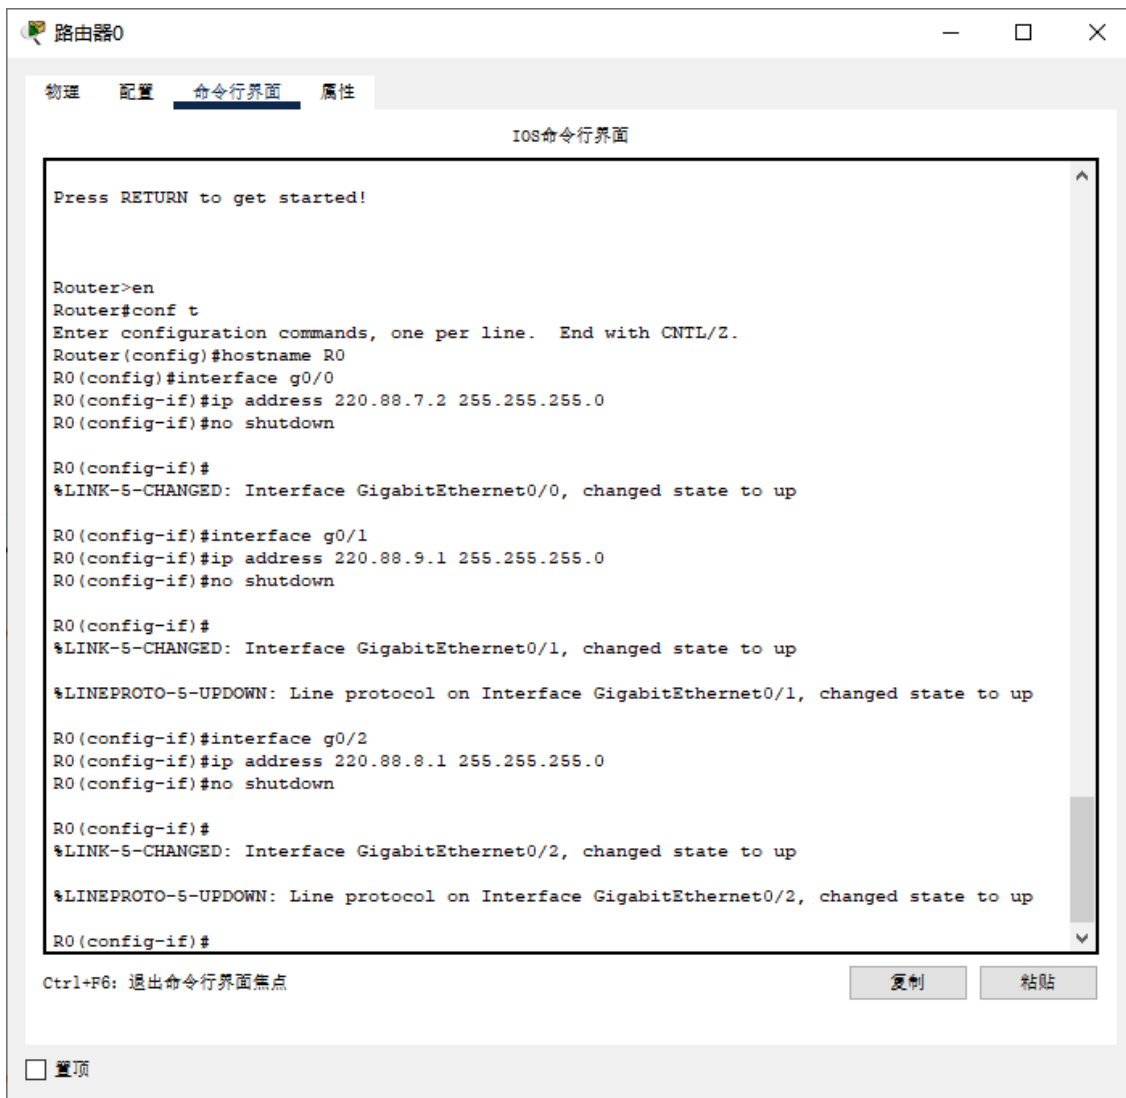 路由器0
物理 配置 命令行界面 属性
IOS命令行界面
Press RETURN to get started!
Router>en
Router#conf t
Enter configuration commands, one per line.  End with CNTL/Z.
Router(config)#hostname R0
R0(config)#interface g0/0
R0(config-if)#ip address 220.88.7.2 255.255.255.0
R0(config-if)#no shutdown
R0(config-if)#
%LINK-5-CHANGED: Interface GigabitEthernet0/0, changed state to up
R0(config-if)#interface g0/1
R0(config-if)#ip address 220.88.9.1 255.255.255.0
R0(config-if)#no shutdown
R0(config-if)#
%LINK-5-CHANGED: Interface GigabitEthernet0/1, changed state to up
%LINEPROTO-5-UPDOWN: Line protocol on Interface GigabitEthernet0/1, changed state to up
R0(config-if)#interface g0/2
R0(config-if)#ip address 220.88.8.1 255.255.255.0
R0(config-if)#no shutdown
R0(config-if)#
%LINK-5-CHANGED: Interface GigabitEthernet0/2, changed state to up
%LINEPROTO-5-UPDOWN: Line protocol on Interface GigabitEthernet0/2, changed state to up
R0(config-if)#
Ctrl+F6: 退出命令行界面焦点 复制 粘贴
置顶